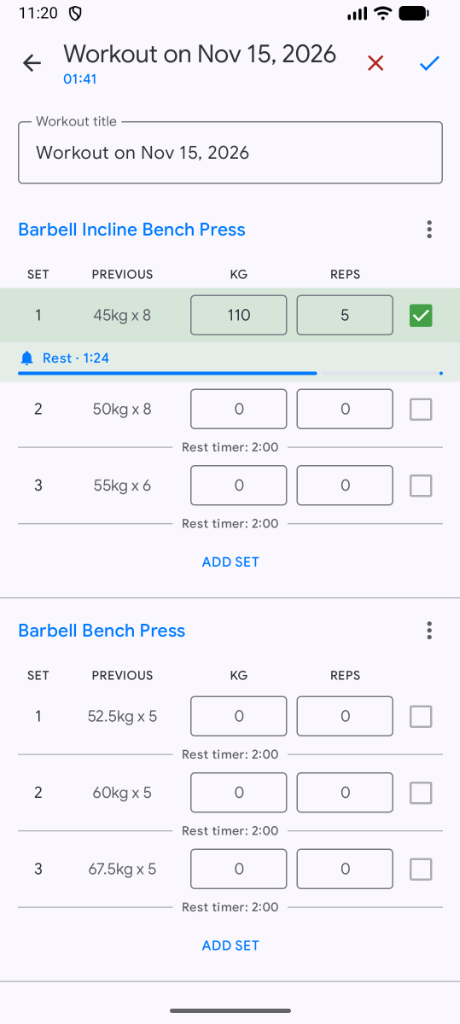 11:20
Workout on Nov 15, 2026
01:41
Workout title
Workout on Nov 15, 2026
Barbell Incline Bench Press
SET PREVIOUS KG REPS
1 45kg x 8 110 5
Rest · 1:24
2 50kg x 8 0 0
Rest timer: 2:00
3 55kg x 6 0 0
Rest timer: 2:00
ADD SET
Barbell Bench Press
SET PREVIOUS KG REPS
1 52.5kg x 5 0 0
Rest timer: 2:00
2 60kg x 5 0 0
Rest timer: 2:00
3 67.5kg x 5 0 0
Rest timer: 2:00
ADD SET